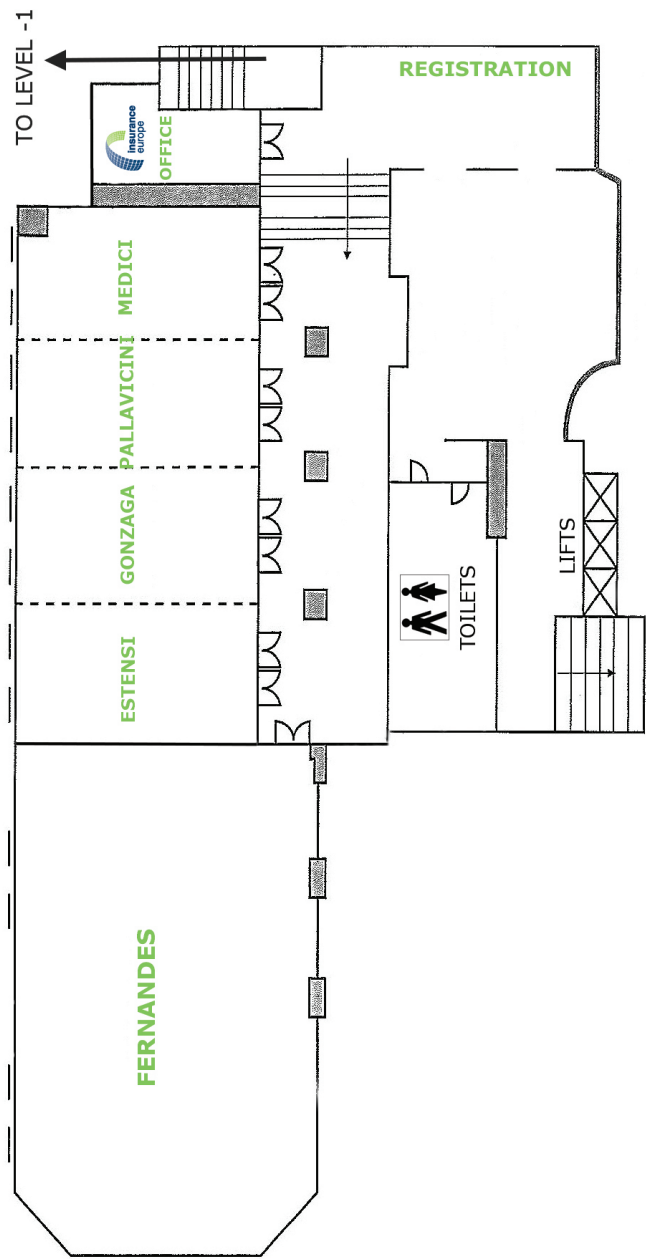 TO LEVEL -1
REGISTRATION
insurance
europe
OFFICE
MEDICI
PALLAVICINI
GONZAGA
ESTENSI
FERNANDES
TOILETS
LIFTS